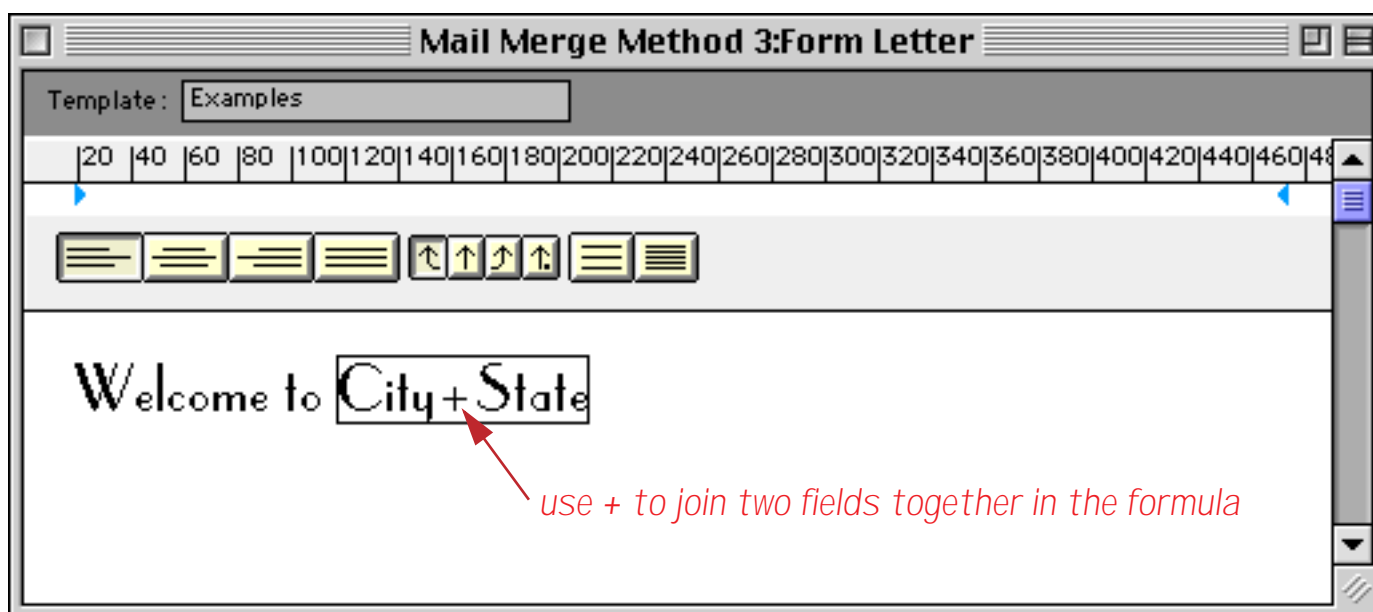 Mail Merge Method 3:Form Letter
Template: Examples
|20 |40 |60 |80 |100|120|140|160|180|200|220|240|260|280|300|320|340|360|380|400|420|440|460|48
Welcome to City+State
use + to join two fields together in the formula